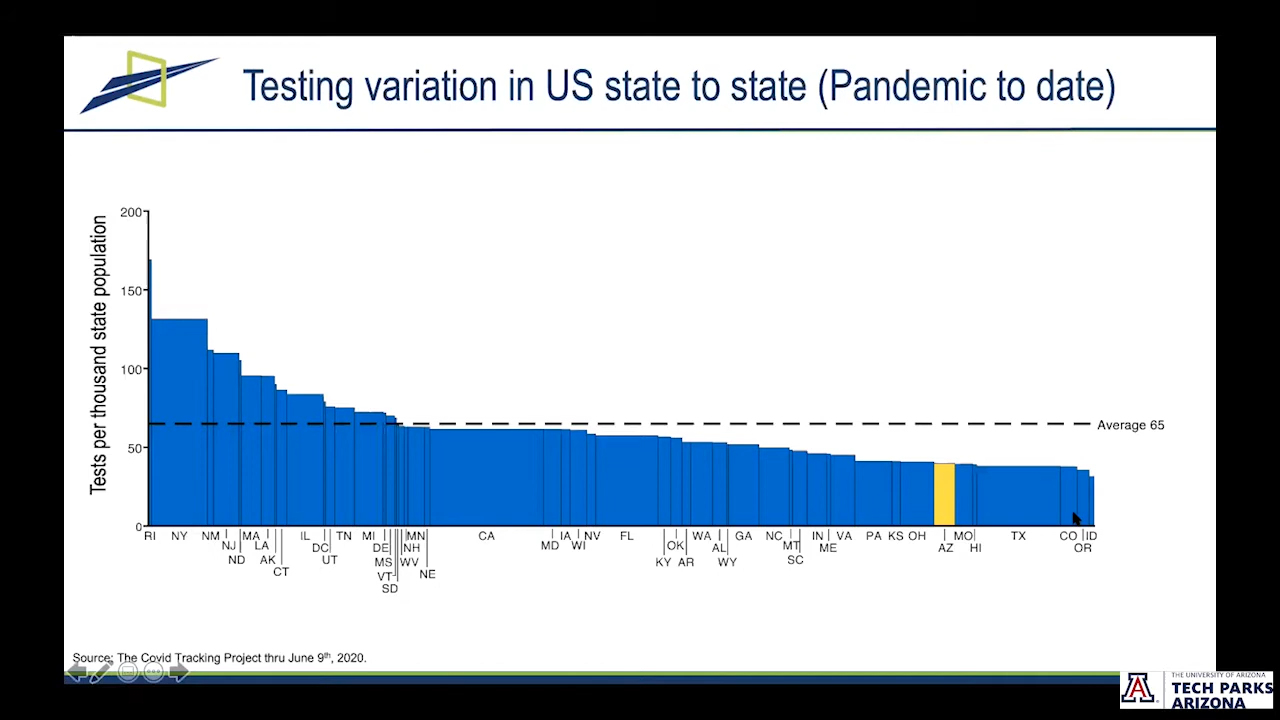 Testing variation in US state to state (Pandemic to date)
Tests per thousand state population
200
150
100
50
0
Average 65
RI NY NM MA IL TN MI MN CA IA NV FL WA GA NC IN VA PA KS OH MO TX CO ID
NJ LA DC DE NH MD WI OK AL MT ME AZ HI OR
ND AK UT MS WV KY AR WY SC
CT VT NE
SD
Source: The Covid Tracking Project thru June 9th, 2020.
A
THE UNIVERSITY OF ARIZONA
TECH PARKS
ARIZONA